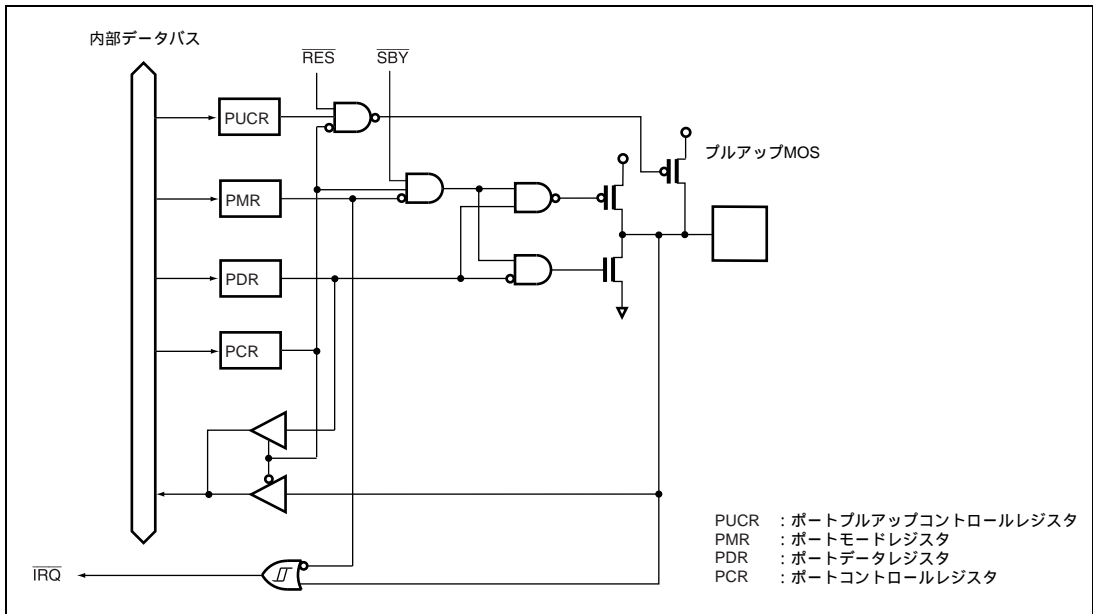 内部データバス
RES
SBY
PUCR
プルアップMOS
PMR
PDR
PCR
PUCR :ポートプルアップコントロールレジスタ
PMR :ポートモードレジスタ
PDR :ポートデータレジスタ
PCR :ポートコントロールレジスタ
IRQ